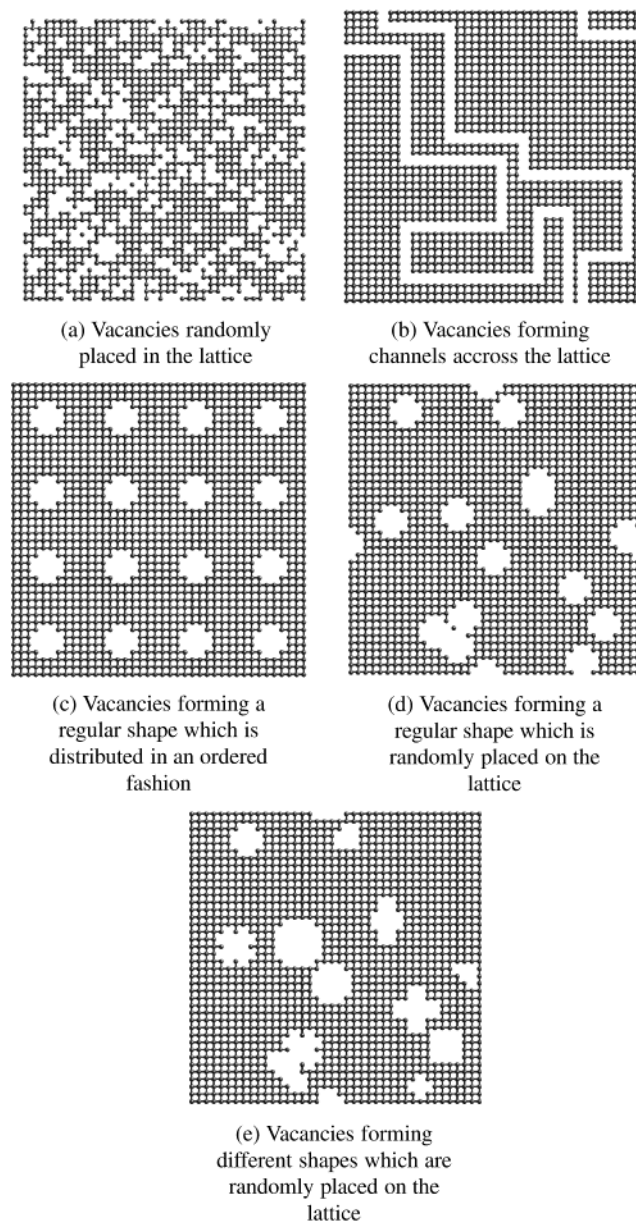 (a) Vacancies randomly
placed in the lattice
(b) Vacancies forming
channels accross the lattice
(c) Vacancies forming a
regular shape which is
distributed in an ordered
fashion
(d) Vacancies forming a
regular shape which is
randomly placed on the
lattice
(e) Vacancies forming
different shapes which are
randomly placed on the
lattice